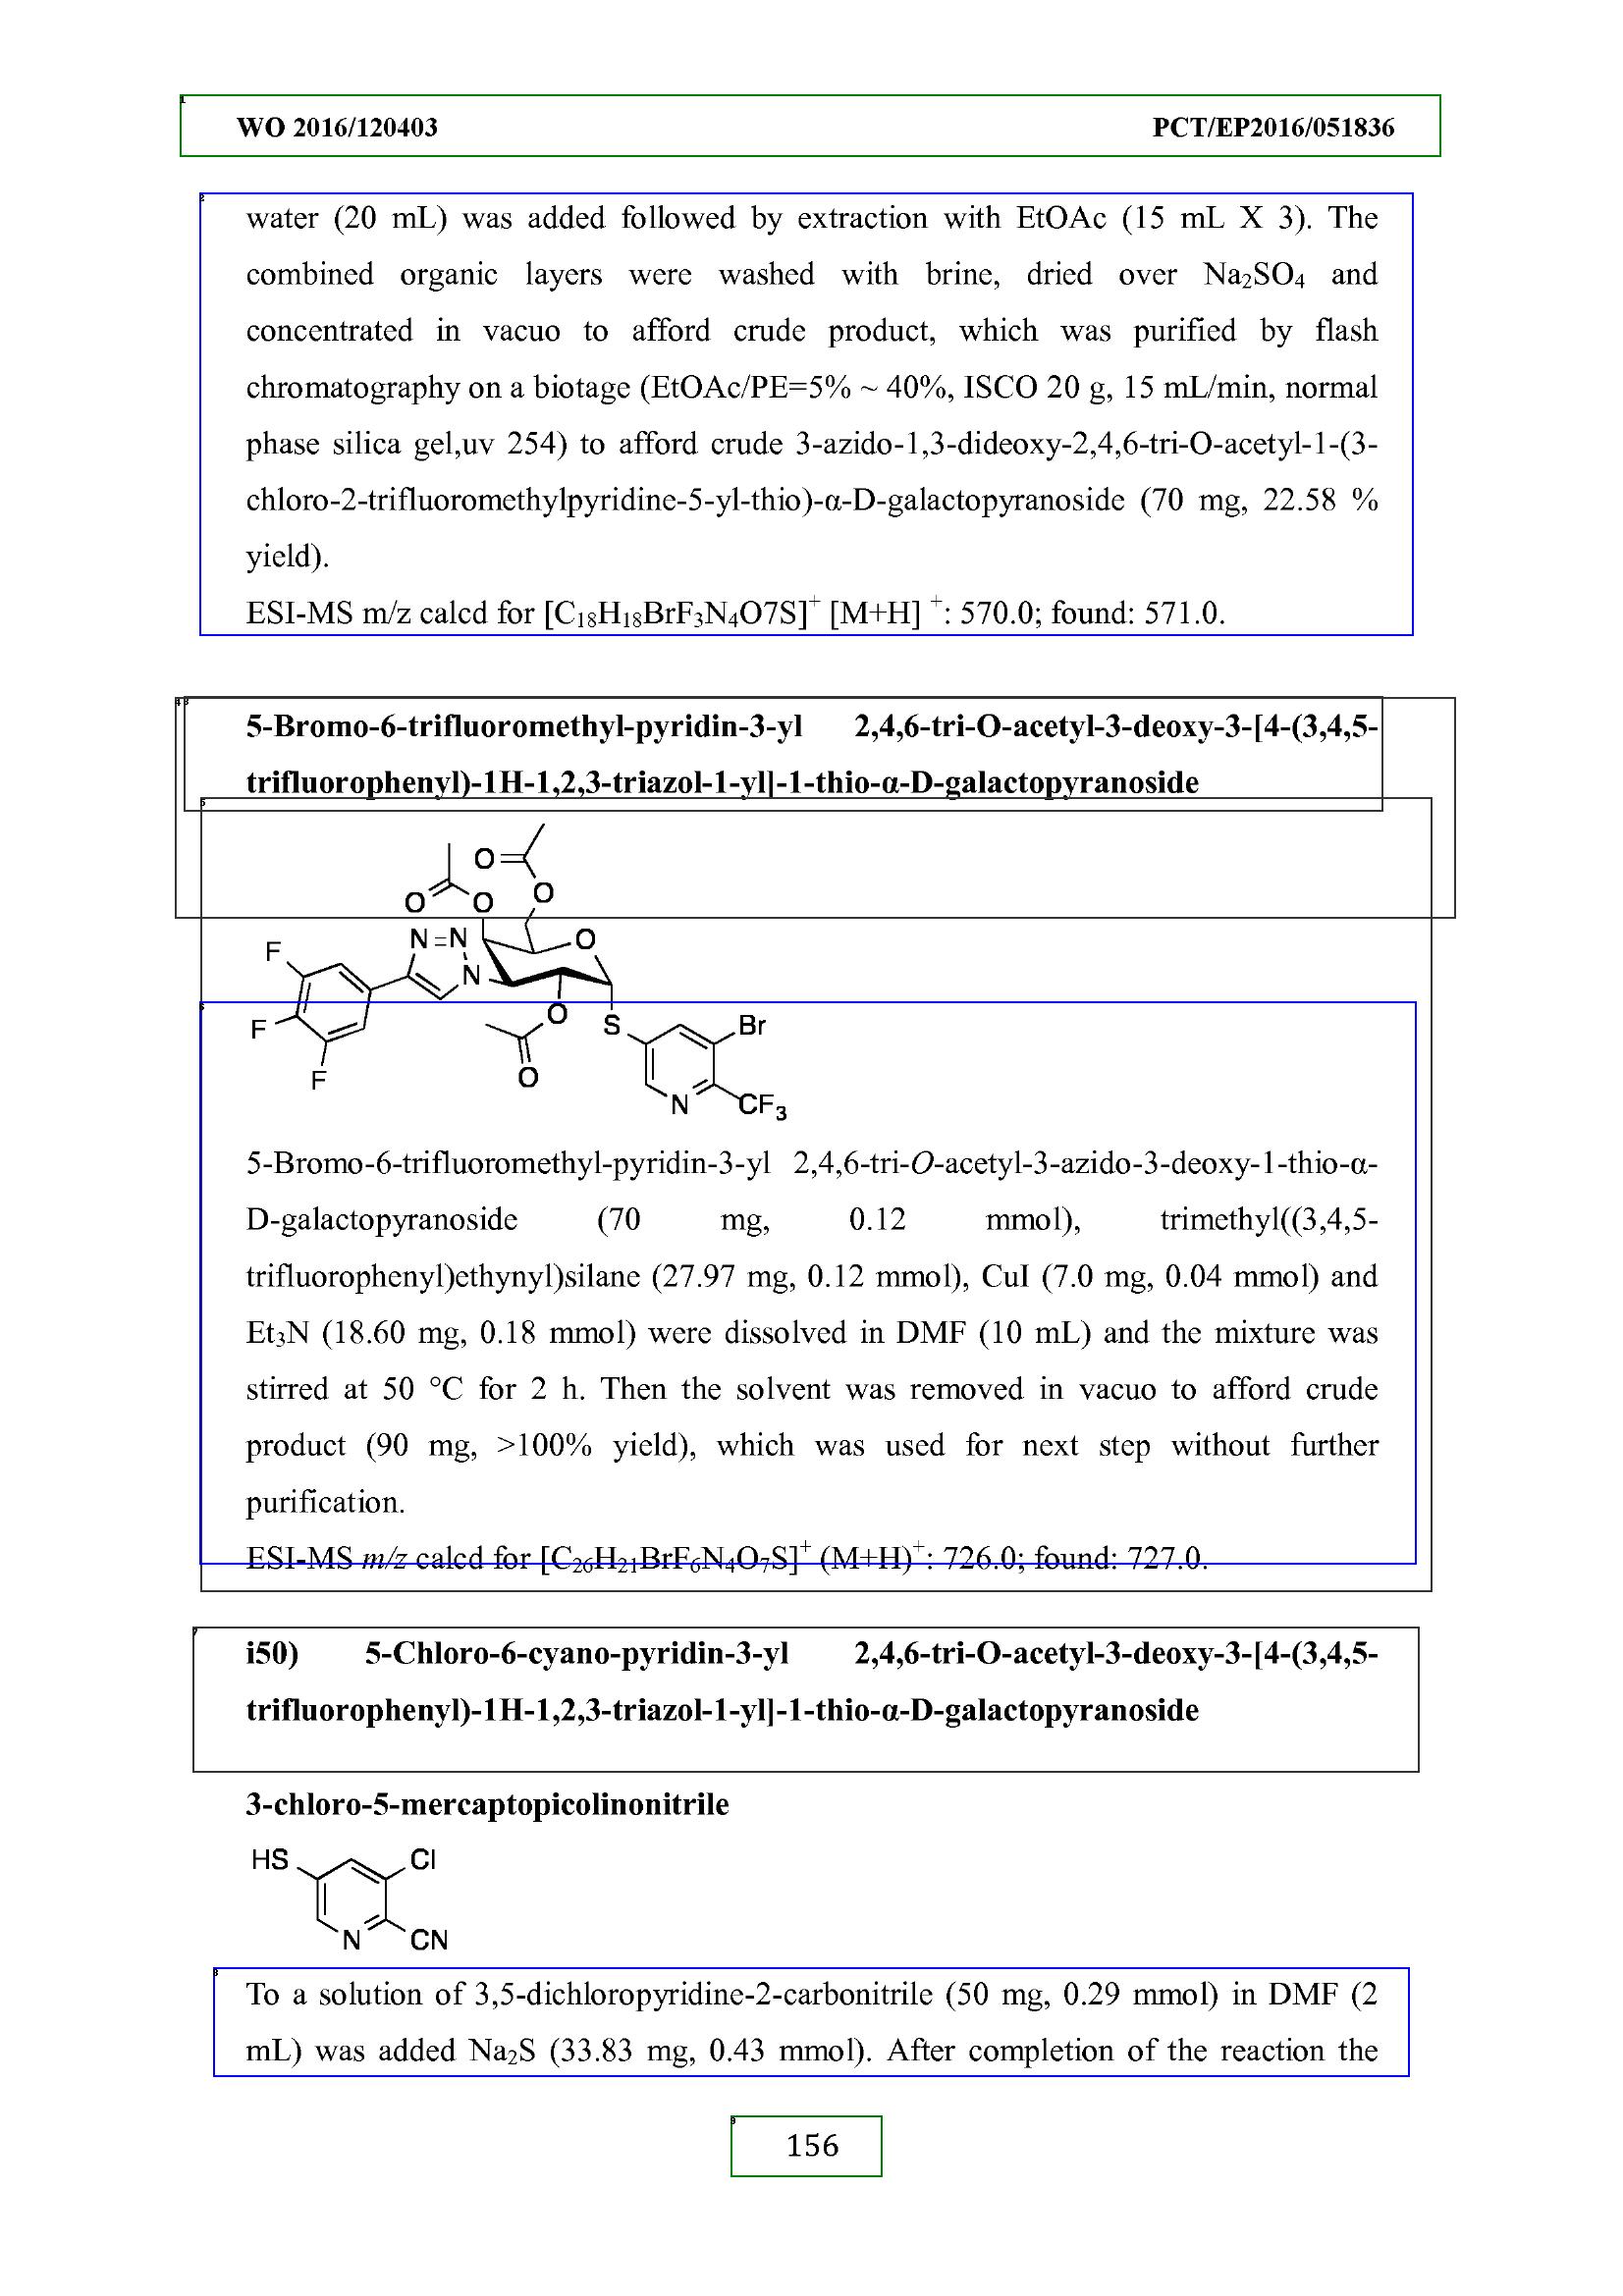 WO 2016/120403 PCT/EP2016/051836
water (20 mL) was added followed by extraction with EtOAc (15 mL X 3). The
combined organic layers were washed with brine, dried over Na₂SO₄ and
concentrated in vacuo to afford crude product, which was purified by flash
chromatography on a biotage (EtOAc/PE=5% ~ 40%, ISCO 20 g, 15 mL/min, normal
phase silica gel,uv 254) to afford crude 3-azido-1,3-dideoxy-2,4,6-tri-O-acetyl-1-(3-
chloro-2-trifluoromethylpyridine-5-yl-thio)-α-D-galactopyranoside (70 mg, 22.58 %
yield).
ESI-MS m/z calcd for [C₁₈H₁₈BrF₃N₄O7S]⁺ [M+H] ⁺: 570.0; found: 571.0.
5-Bromo-6-trifluoromethyl-pyridin-3-yl 2,4,6-tri-O-acetyl-3-deoxy-3-[4-(3,4,5-
trifluorophenyl)-1H-1,2,3-triazol-1-yl]-1-thio-α-D-galactopyranoside
O
O O O
N=N O
F N
F O S Br
F O N CF₃
5-Bromo-6-trifluoromethyl-pyridin-3-yl 2,4,6-tri-O-acetyl-3-azido-3-deoxy-1-thio-α-
D-galactopyranoside (70 mg, 0.12 mmol), trimethyl((3,4,5-
trifluorophenyl)ethynyl)silane (27.97 mg, 0.12 mmol), CuI (7.0 mg, 0.04 mmol) and
Et₃N (18.60 mg, 0.18 mmol) were dissolved in DMF (10 mL) and the mixture was
stirred at 50 °C for 2 h. Then the solvent was removed in vacuo to afford crude
product (90 mg, >100% yield), which was used for next step without further
purification.
ESI-MS m/z calcd for [C₂₆H₂₁BrF₆N₄O₇S]⁺ (M+H)⁺: 726.0; found: 727.0.
i50) 5-Chloro-6-cyano-pyridin-3-yl 2,4,6-tri-O-acetyl-3-deoxy-3-[4-(3,4,5-
trifluorophenyl)-1H-1,2,3-triazol-1-yl]-1-thio-α-D-galactopyranoside
3-chloro-5-mercaptopicolinonitrile
HS Cl
N CN
To a solution of 3,5-dichloropyridine-2-carbonitrile (50 mg, 0.29 mmol) in DMF (2
mL) was added Na₂S (33.83 mg, 0.43 mmol). After completion of the reaction the
156